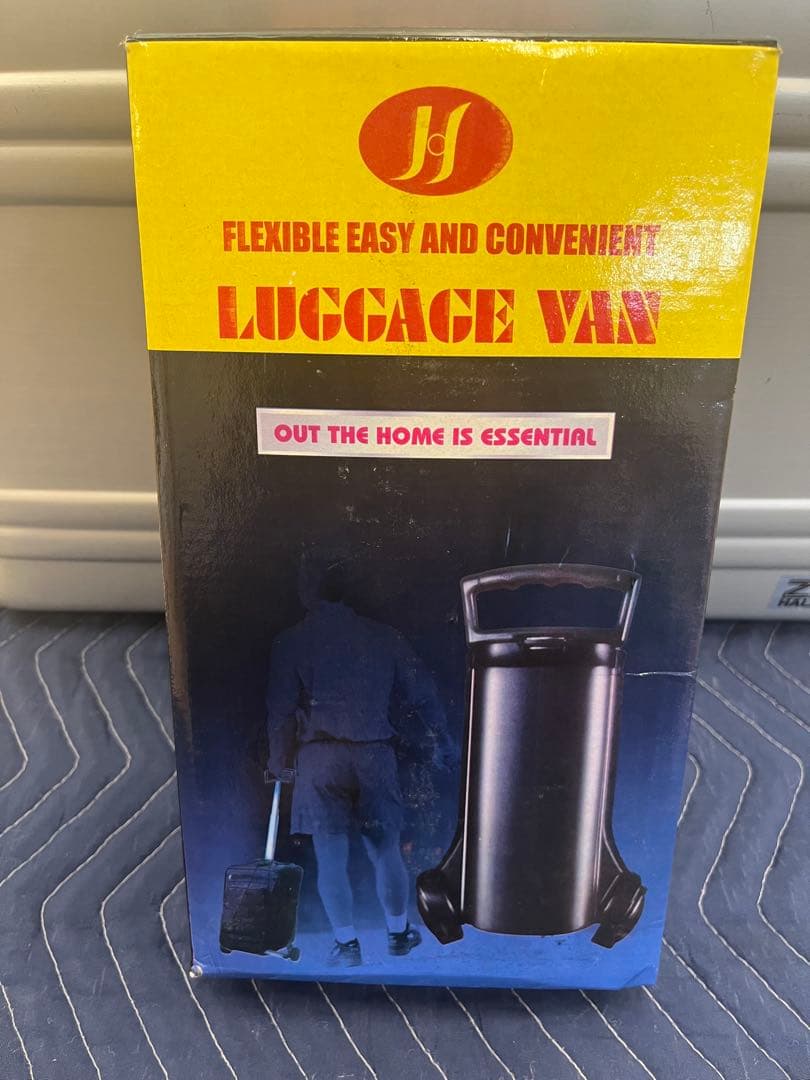 FLEXIBLE EASY AND CONVENIENT
LUGGAGE VAN
OUT THE HOME IS ESSENTIAL